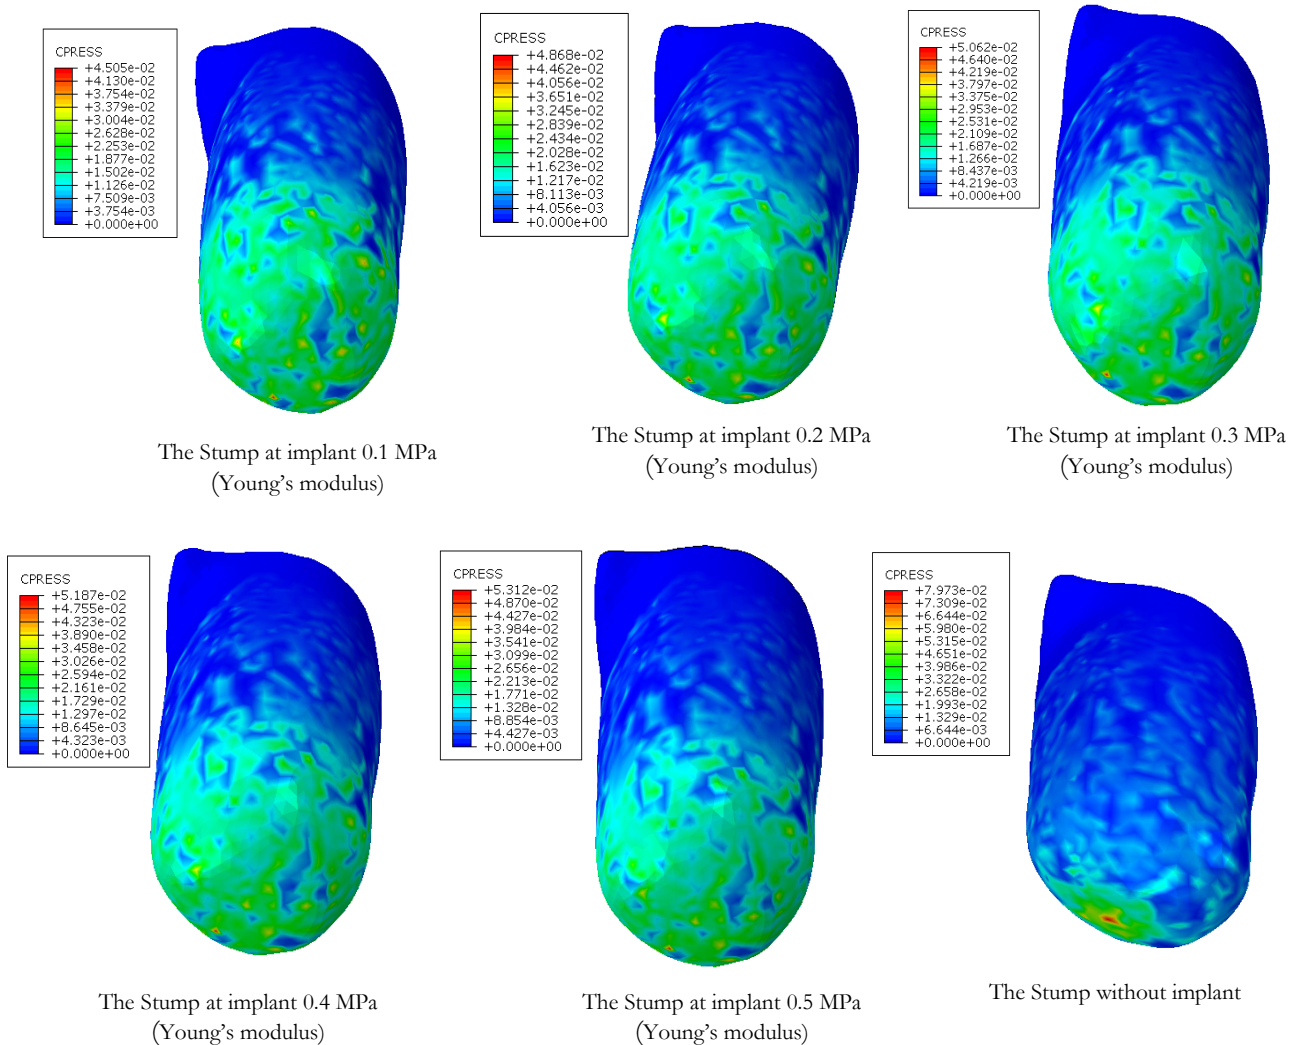 CPRESS
+4.505e-02
+4.130e-02
+3.754e-02
+3.379e-02
+3.004e-02
+2.628e-02
+2.253e-02
+1.877e-02
+1.502e-02
+1.126e-02
+7.509e-03
+3.754e-03
+0.000e+00
The Stump at implant 0.1 MPa
(Young's modulus)
CPRESS
+4.868e-02
+4.462e-02
+4.056e-02
+3.651e-02
+3.245e-02
+2.839e-02
+2.434e-02
+2.028e-02
+1.623e-02
+1.217e-02
+8.113e-03
+4.056e-03
+0.000e+00
The Stump at implant 0.2 MPa
(Young's modulus)
CPRESS
+5.062e-02
+4.640e-02
+4.219e-02
+3.797e-02
+3.375e-02
+2.953e-02
+2.531e-02
+2.109e-02
+1.687e-02
+1.266e-02
+8.437e-03
+4.219e-03
+0.000e+00
The Stump at implant 0.3 MPa
(Young's modulus)
CPRESS
+5.187e-02
+4.755e-02
+4.323e-02
+3.890e-02
+3.458e-02
+3.026e-02
+2.594e-02
+2.161e-02
+1.729e-02
+1.297e-02
+8.645e-03
+4.323e-03
+0.000e+00
The Stump at implant 0.4 MPa
(Young's modulus)
CPRESS
+5.312e-02
+4.870e-02
+4.427e-02
+3.984e-02
+3.541e-02
+3.099e-02
+2.656e-02
+2.213e-02
+1.771e-02
+1.328e-02
+8.854e-03
+4.427e-03
+0.000e+00
The Stump at implant 0.5 MPa
(Young's modulus)
CPRESS
+7.973e-02
+7.309e-02
+6.644e-02
+5.980e-02
+5.315e-02
+4.651e-02
+3.986e-02
+3.322e-02
+2.658e-02
+1.993e-02
+1.329e-02
+6.644e-03
+0.000e+00
The Stump without implant